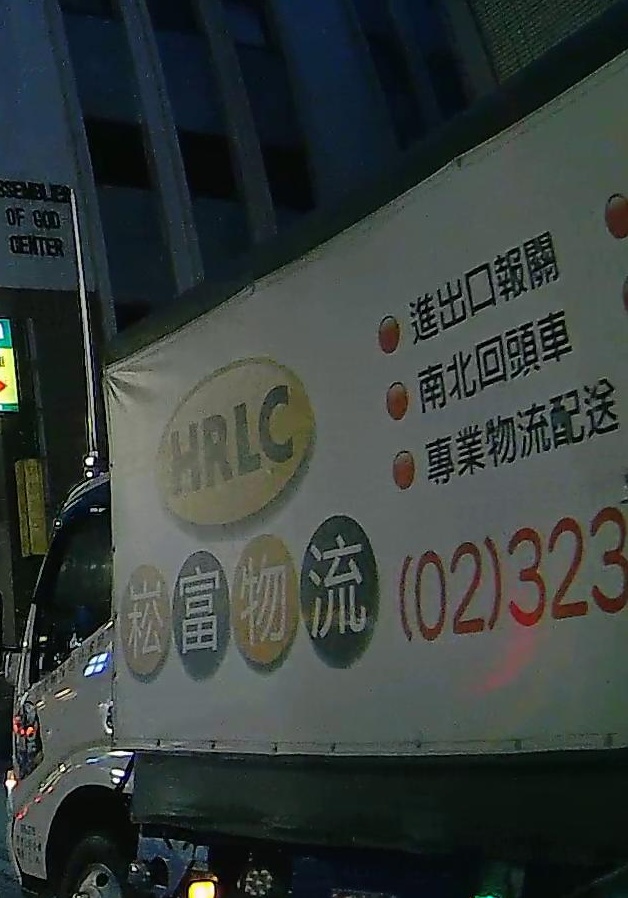 OF GOD
CENTER
HRLC
進出口報關
南北回頭車
專業物流配送
崧富物流
(02)323